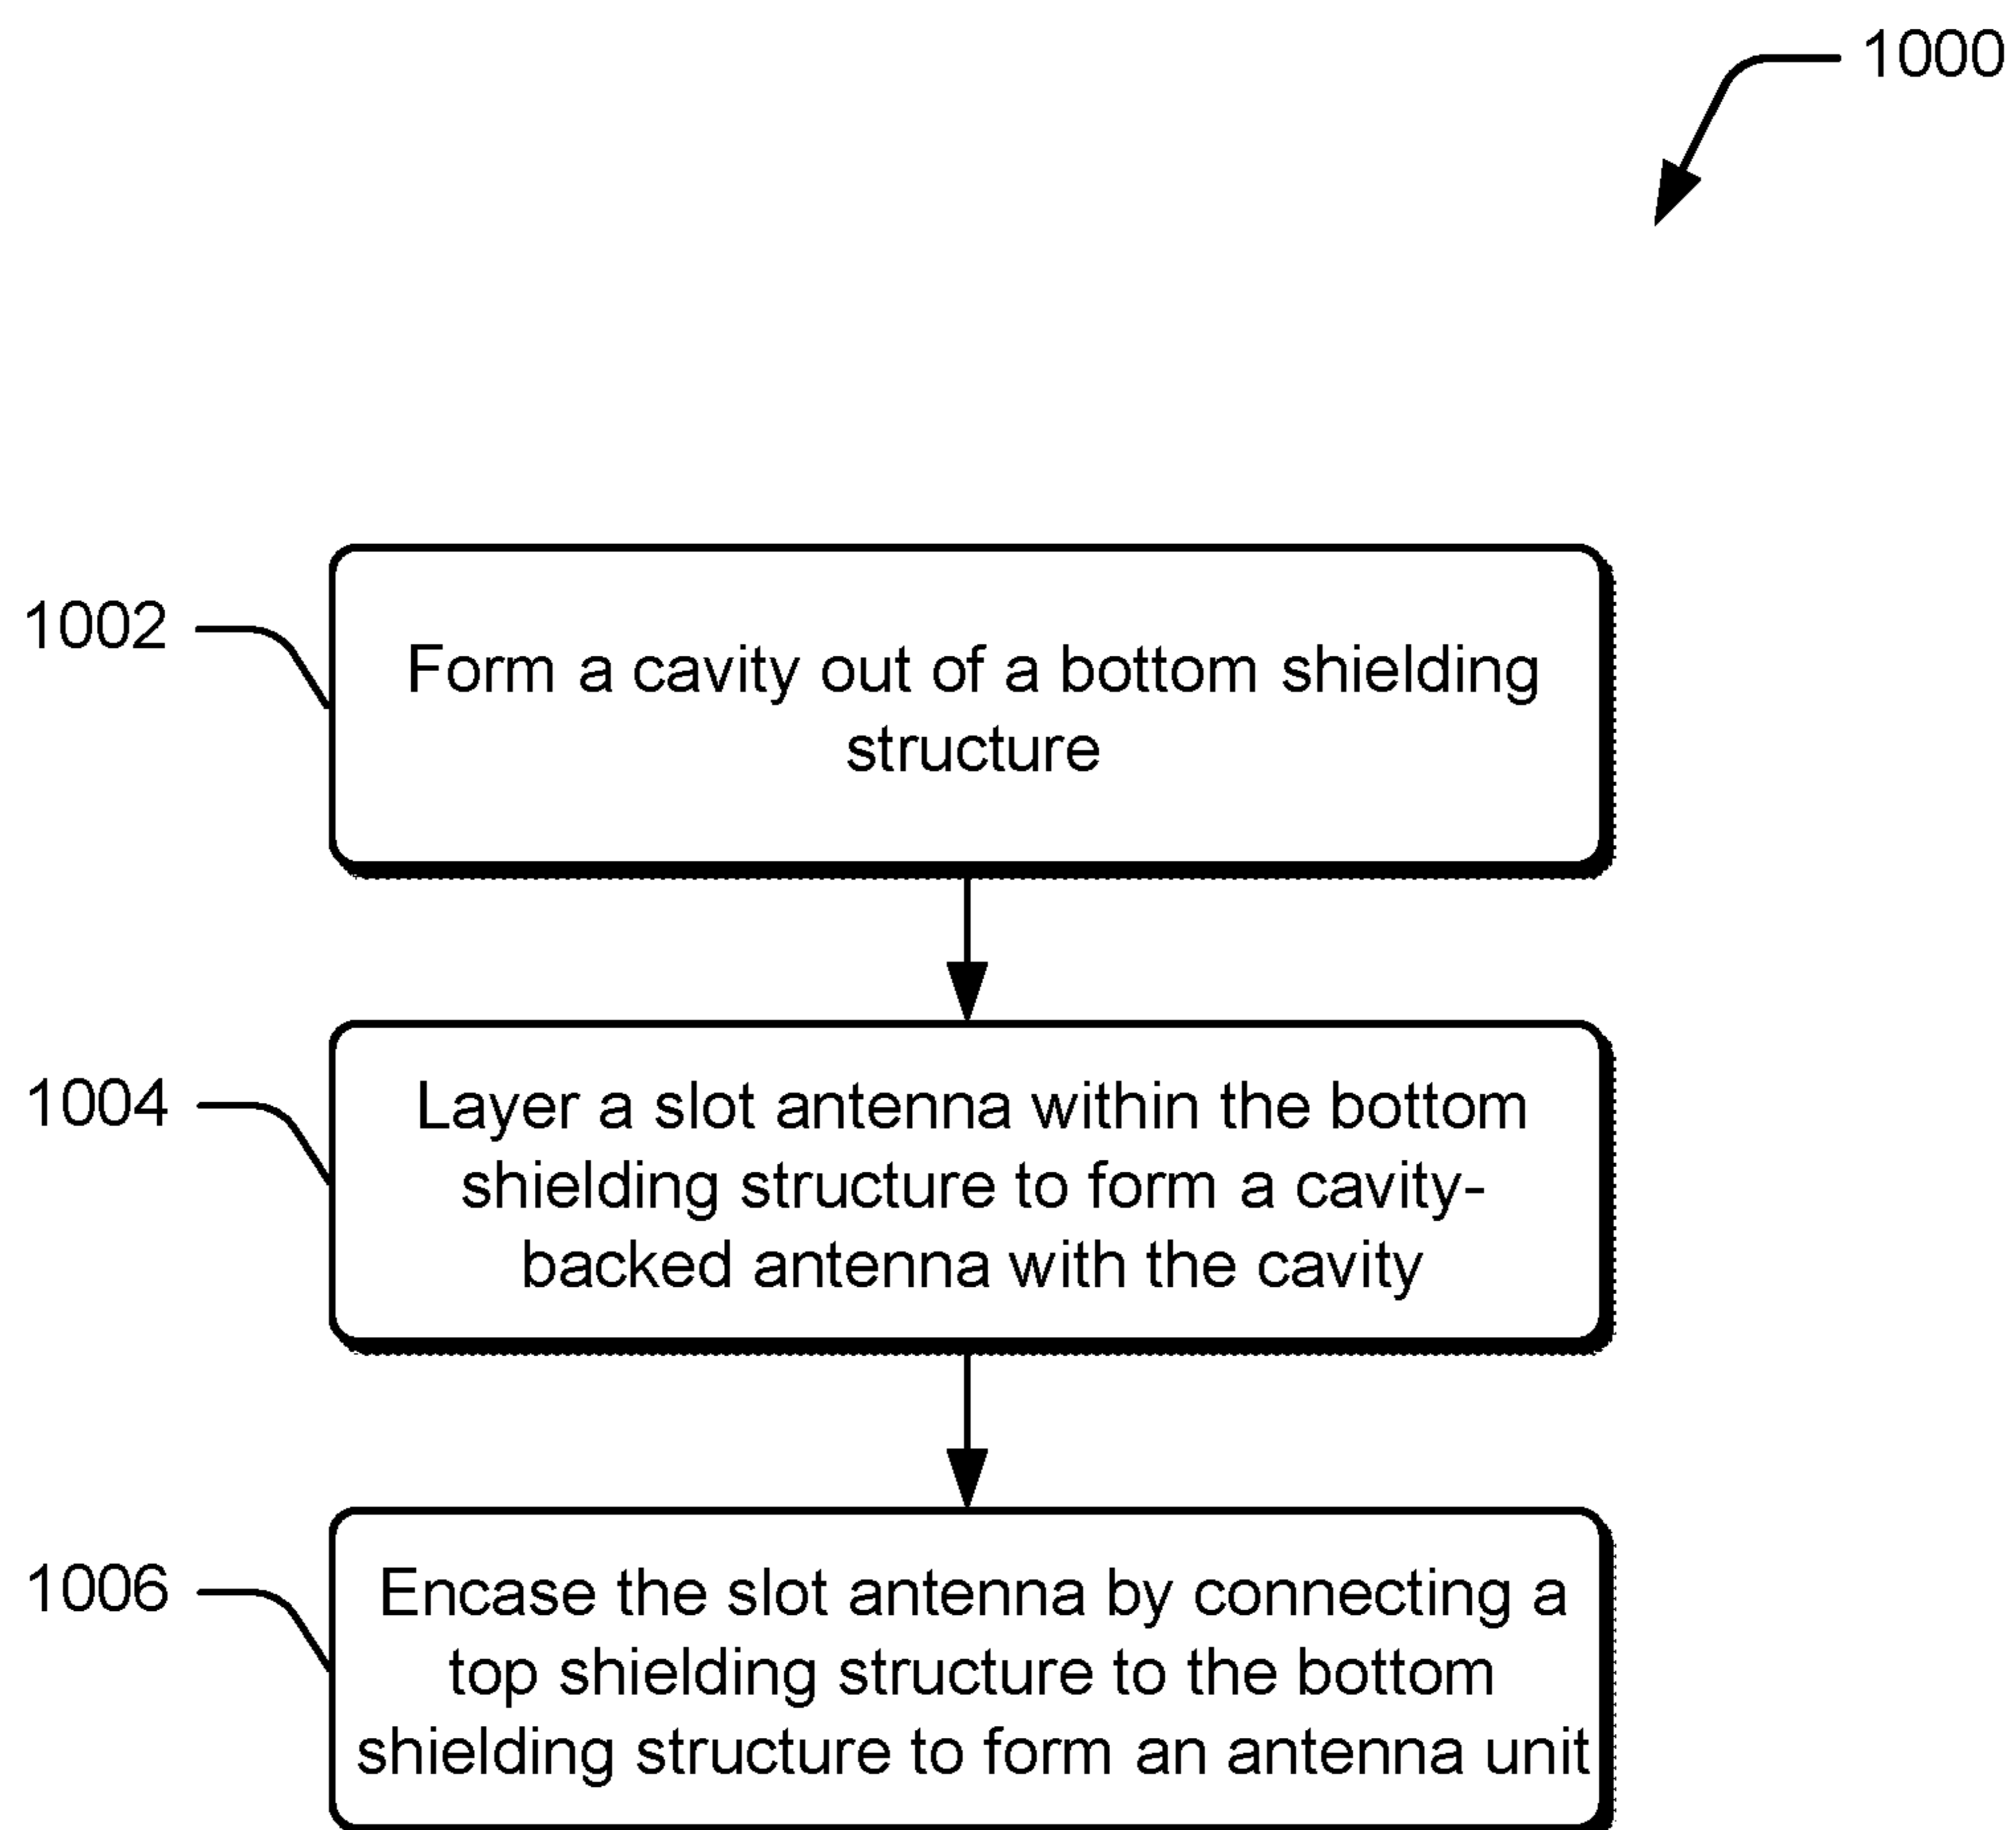 1000
1002
Form a cavity out of a bottom shielding
structure
1004
Layer a slot antenna within the bottom
shielding structure to form a cavity-
backed antenna with the cavity
1006
Encase the slot antenna by connecting a
top shielding structure to the bottom
shielding structure to form an antenna unit